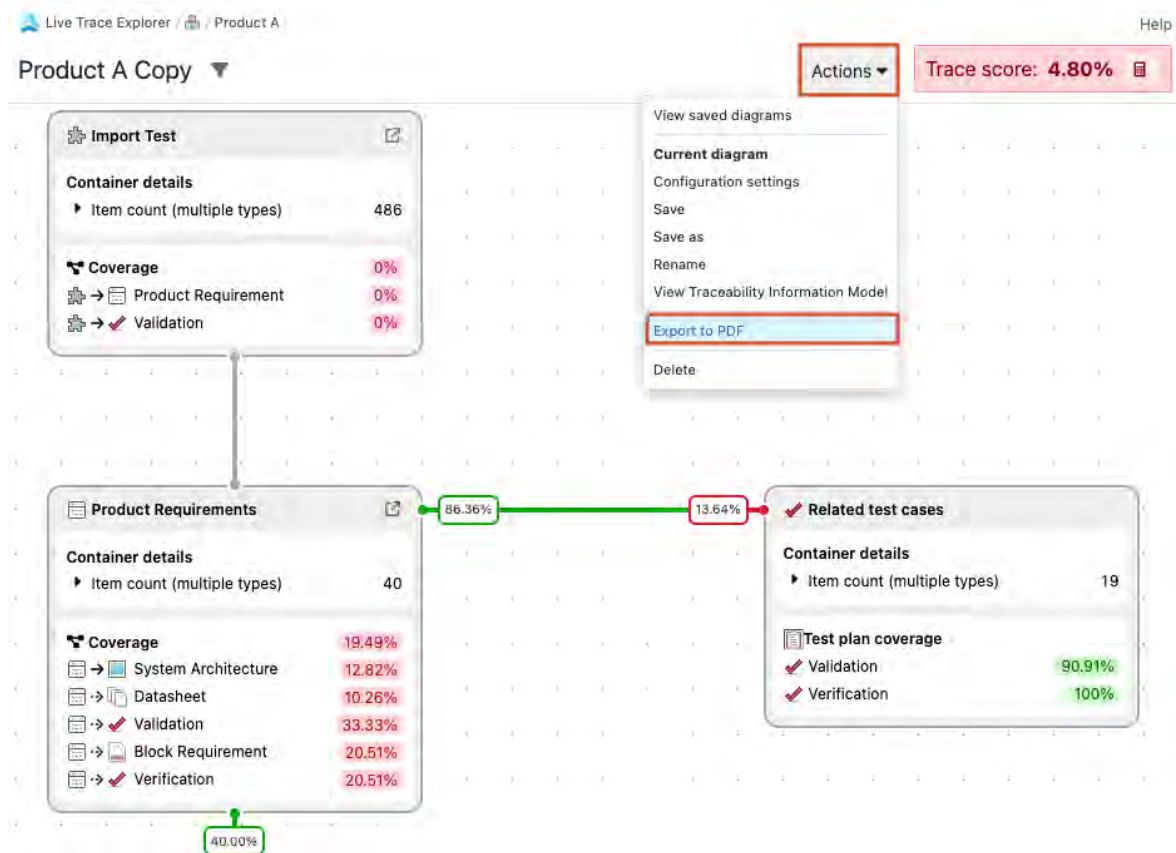 Live Trace Explorer / / Product A
Help
Product A Copy
Actions
Trace score: 4.80%
View saved diagrams
Current diagram
Configuration settings
Save
Save as
Rename
View Traceability Information Model
Export to PDF
Delete
Import Test
Container details
Item count (multiple types) 486
Coverage 0%
Product Requirement 0%
Validation 0%
Product Requirements
Container details
Item count (multiple types) 40
Coverage 19.49%
System Architecture 12.82%
Datasheet 10.26%
Validation 33.33%
Block Requirement 20.51%
Verification 20.51%
86.36%
13.64%
Related test cases
Container details
Item count (multiple types) 19
Test plan coverage
Validation 90.91%
Verification 100%
40.00%